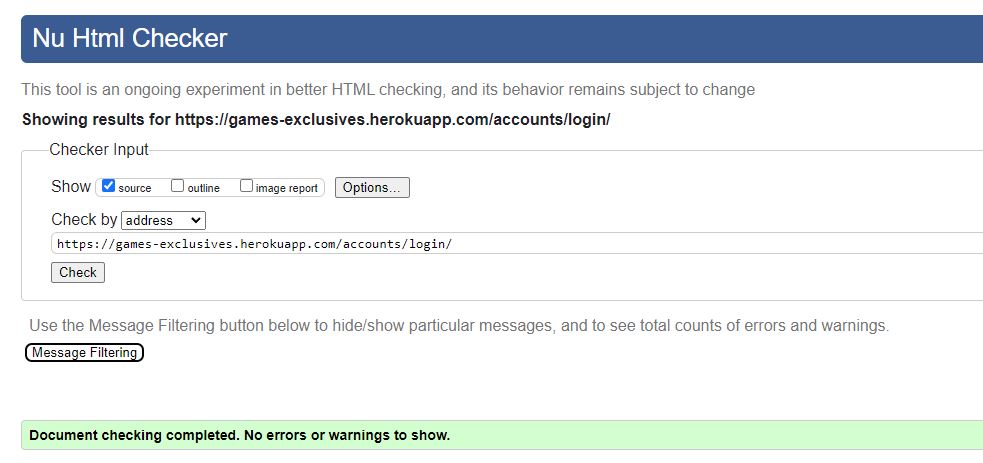 Nu Html Checker
This tool is an ongoing experiment in better HTML checking, and its behavior remains subject to change
Showing results for https://games-exclusives.herokuapp.com/accounts/login/
Checker Input
Show source outline image report Options...
Check by address
https://games-exclusives.herokuapp.com/accounts/login/
Check
Use the Message Filtering button below to hide/show particular messages, and to see total counts of errors and warnings.
Message Filtering
Document checking completed. No errors or warnings to show.